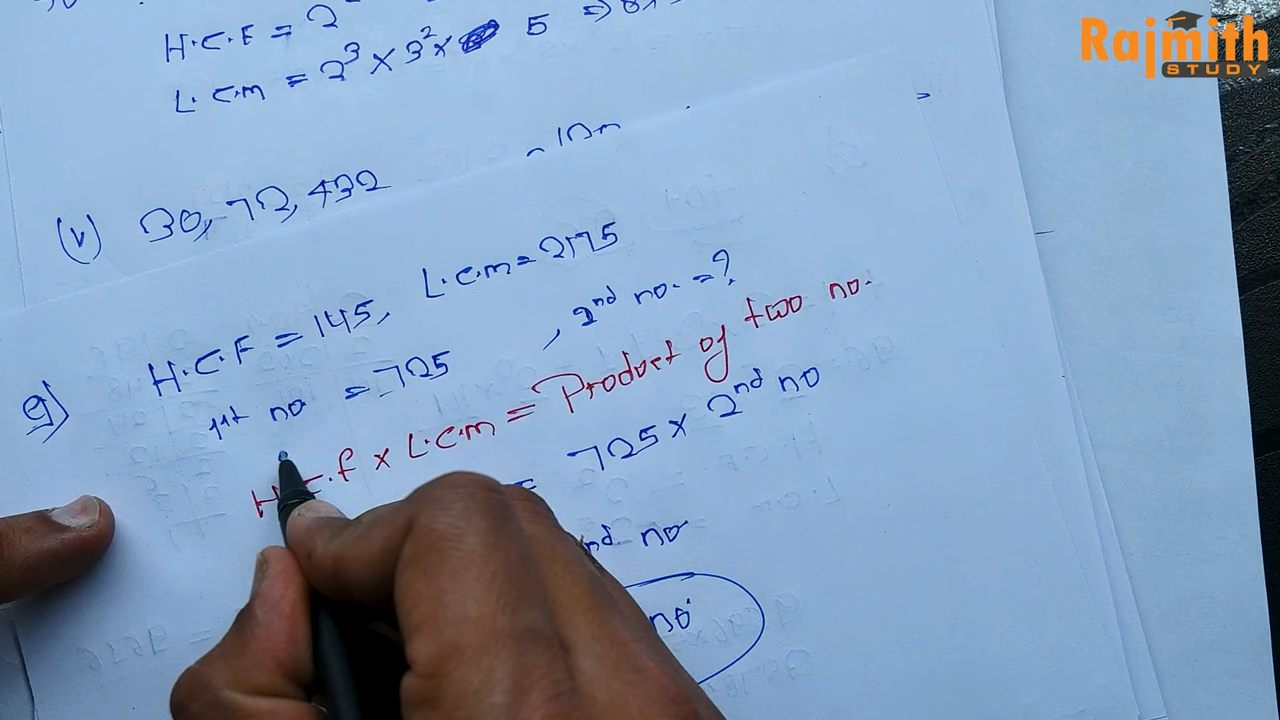 Rajmith
STUDY
H.C.F = 2
L.C.M = 2³ × 3² × 5
(v) 30, 72, 432
9) H.C.F = 145, L.C.M = 2175
1st no = 725, 2nd no. = ?
H.C.f × L.C.M = Product of two no.
= 725 × 2nd no
nd no
no